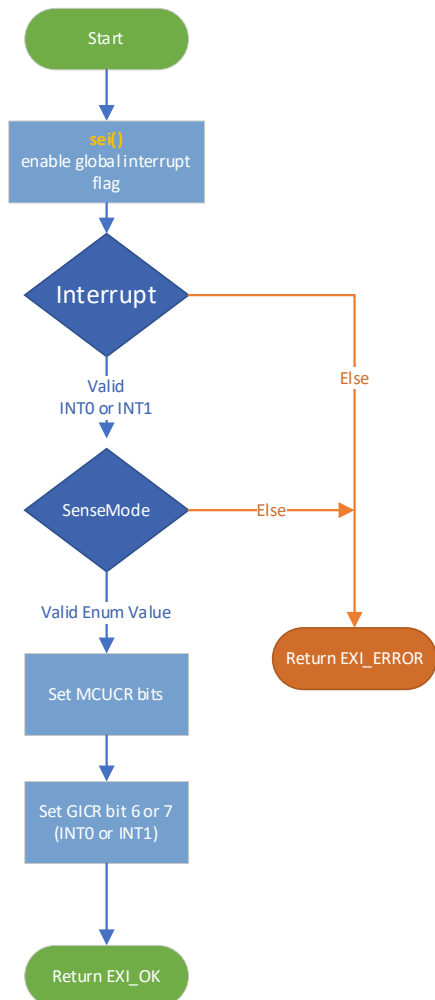 Start
sei()
enable global interrupt
flag
Interrupt
Else
Valid
INT0 or INT1
SenseMode
Else
Valid Enum Value
Return EXI_ERROR
Set MCUCR bits
Set GICR bit 6 or 7
(INT0 or INT1)
Return EXI_OK